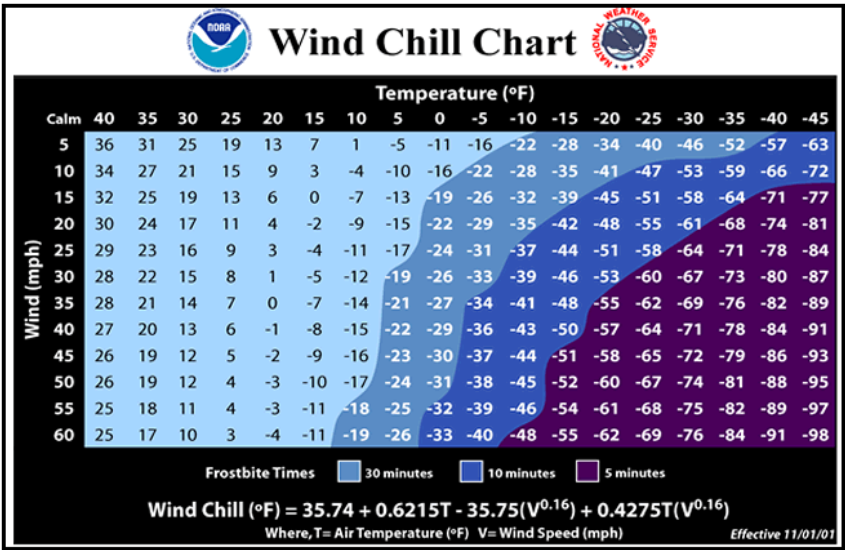 NOAA
Wind Chill Chart
NATIONAL WEATHER SERVICE
Temperature (ºF)
Calm 40 35 30 25 20 15 10 5 0 -5 -10 -15 -20 -25 -30 -35 -40 -45
Wind (mph)
5 36 31 25 19 13 7 1 -5 -11 -16 -22 -28 -34 -40 -46 -52 -57 -63
10 34 27 21 15 9 3 -4 -10 -16 -22 -28 -35 -41 -47 -53 -59 -66 -72
15 32 25 19 13 6 0 -7 -13 -19 -26 -32 -39 -45 -51 -58 -64 -71 -77
20 30 24 17 11 4 -2 -9 -15 -22 -29 -35 -42 -48 -55 -61 -68 -74 -81
25 29 23 16 9 3 -4 -11 -17 -24 -31 -37 -44 -51 -58 -64 -71 -78 -84
30 28 22 15 8 1 -5 -12 -19 -26 -33 -39 -46 -53 -60 -67 -73 -80 -87
35 28 21 14 7 0 -7 -14 -21 -27 -34 -41 -48 -55 -62 -69 -76 -82 -89
40 27 20 13 6 -1 -8 -15 -22 -29 -36 -43 -50 -57 -64 -71 -78 -84 -91
45 26 19 12 5 -2 -9 -16 -23 -30 -37 -44 -51 -58 -65 -72 -79 -86 -93
50 26 19 12 4 -3 -10 -17 -24 -31 -38 -45 -52 -60 -67 -74 -81 -88 -95
55 25 18 11 4 -3 -11 -18 -25 -32 -39 -46 -54 -61 -68 -75 -82 -89 -97
60 25 17 10 3 -4 -11 -19 -26 -33 -40 -48 -55 -62 -69 -76 -84 -91 -98
Frostbite Times 30 minutes 10 minutes 5 minutes
Wind Chill (ºF) = 35.74 + 0.6215T - 35.75(V^0.16) + 0.4275T(V^0.16)
Where, T= Air Temperature (ºF) V= Wind Speed (mph) Effective 11/01/01